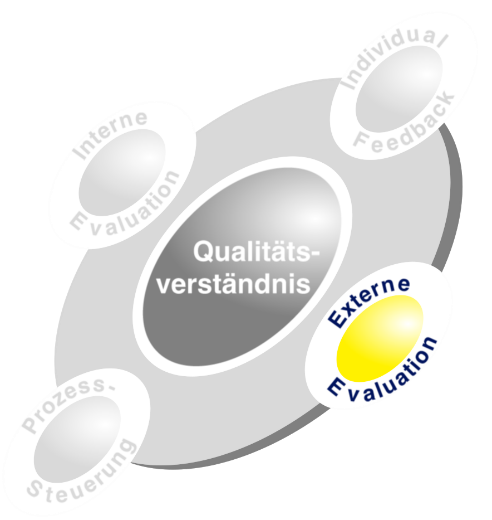 Individual
Feedback
Interne
Evaluation
Qualitäts-
verständnis
Externe
Evaluation
Prozess-
Steuerung